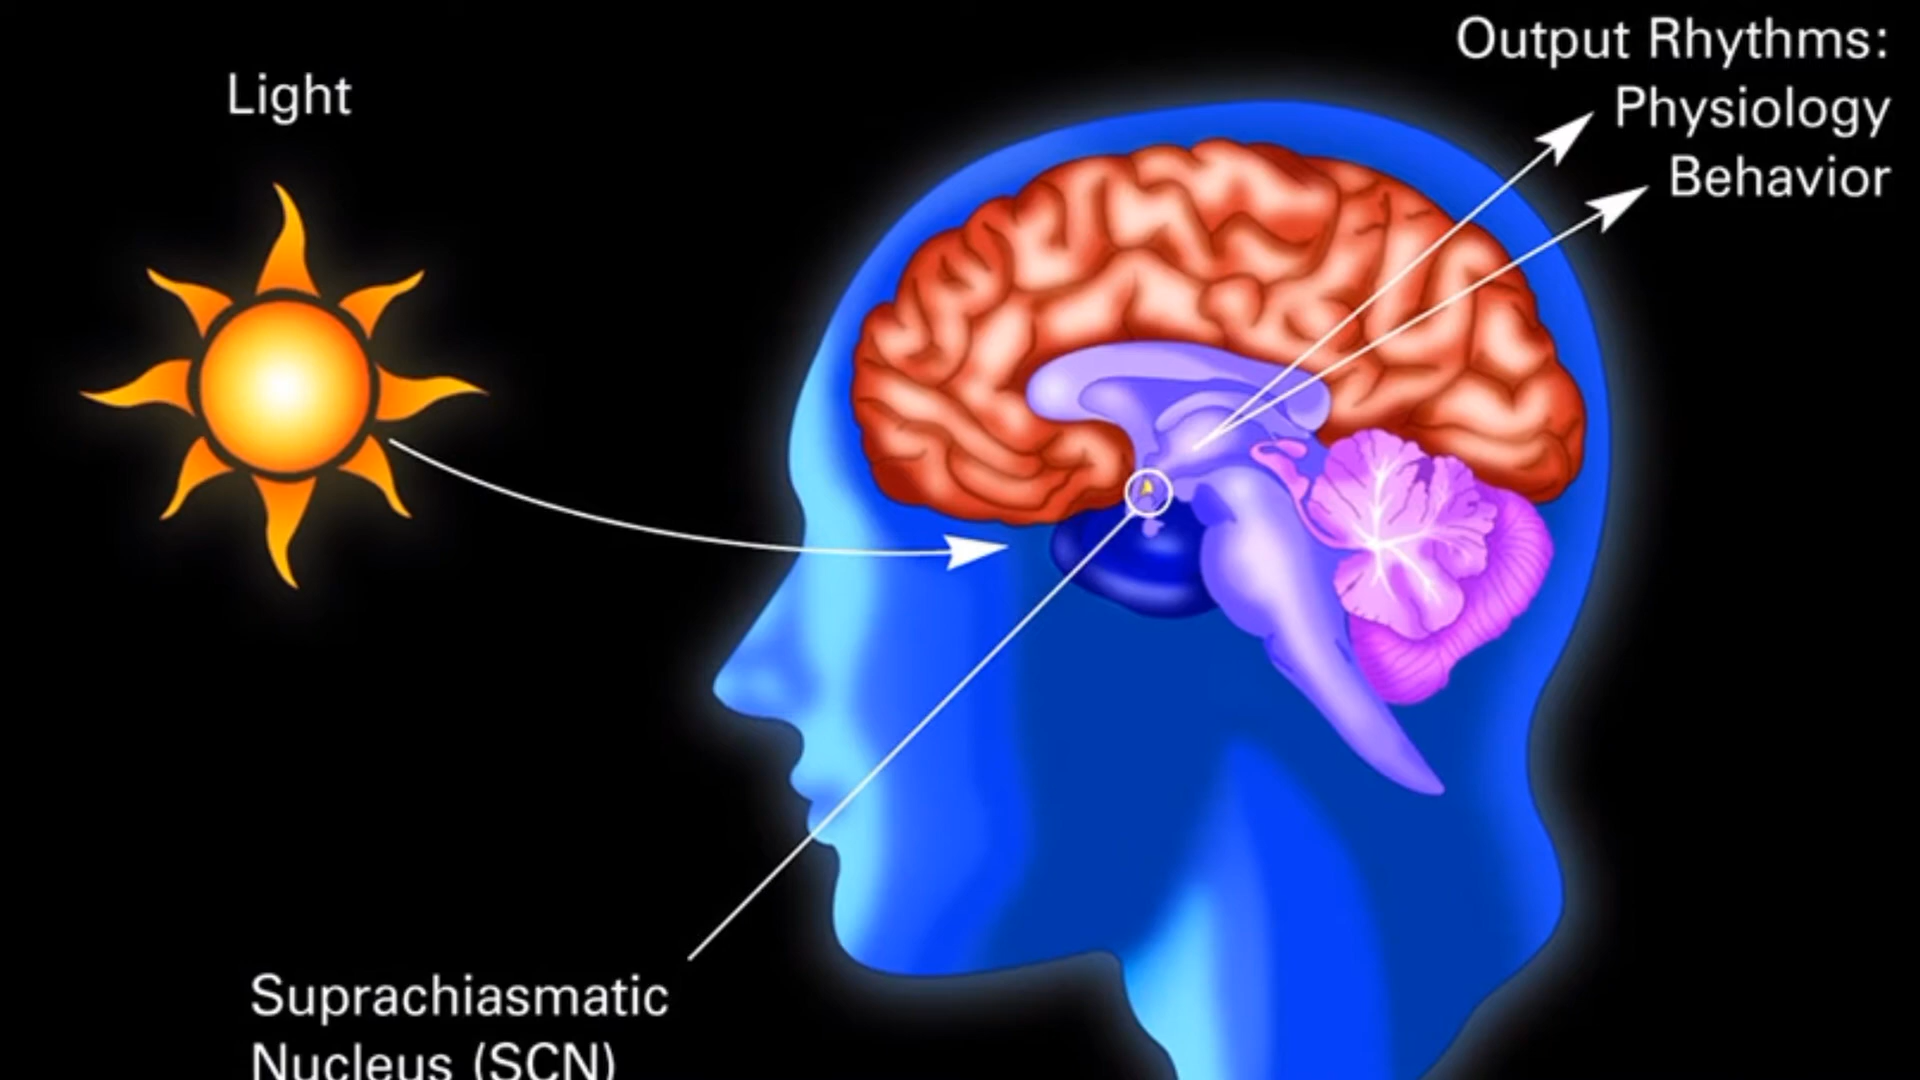 Output Rhythms:
Physiology
Behavior
Light
Suprachiasmatic
Nucleus (SCN)